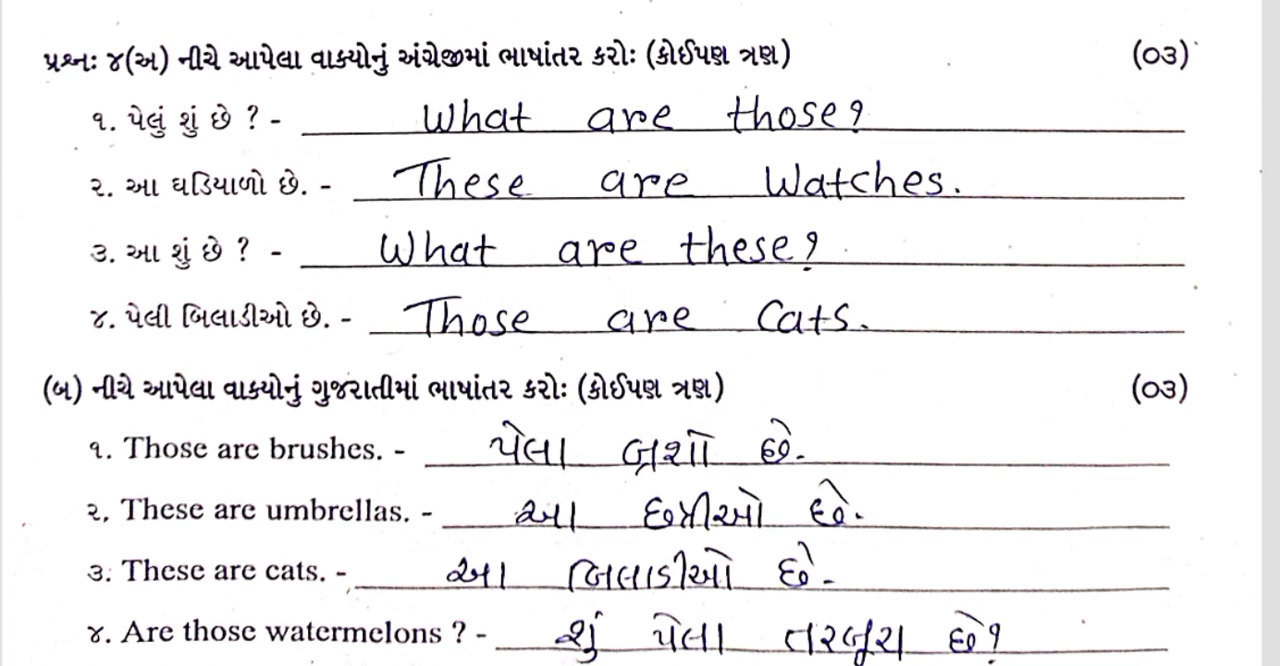 પ્રશ્નઃ ૪(અ) નીચે આપેલા વાક્યોનું અંગ્રેજીમાં ભાષાંતર કરોઃ (કોઈપણ ત્રણ) (૦૩)
૧. પેલું શું છે ? - What are those?
૨. આ ઘડિયાળો છે. - These are Watches.
૩. આ શું છે ? - What are these?
૪. પેલી બિલાડીઓ છે. - Those are Cats.
(બ) નીચે આપેલા વાક્યોનું ગુજરાતીમાં ભાષાંતર કરોઃ (કોઈપણ ત્રણ) (૦૩)
૧. Those are brushes. - પેલા બ્રશો છે.
૨. These are umbrellas. - આ છત્રીઓ છે.
૩. These are cats. - આ બિલાડીઓ છે.
૪. Are those watermelons ? - શું પેલા તરબૂચ છે?